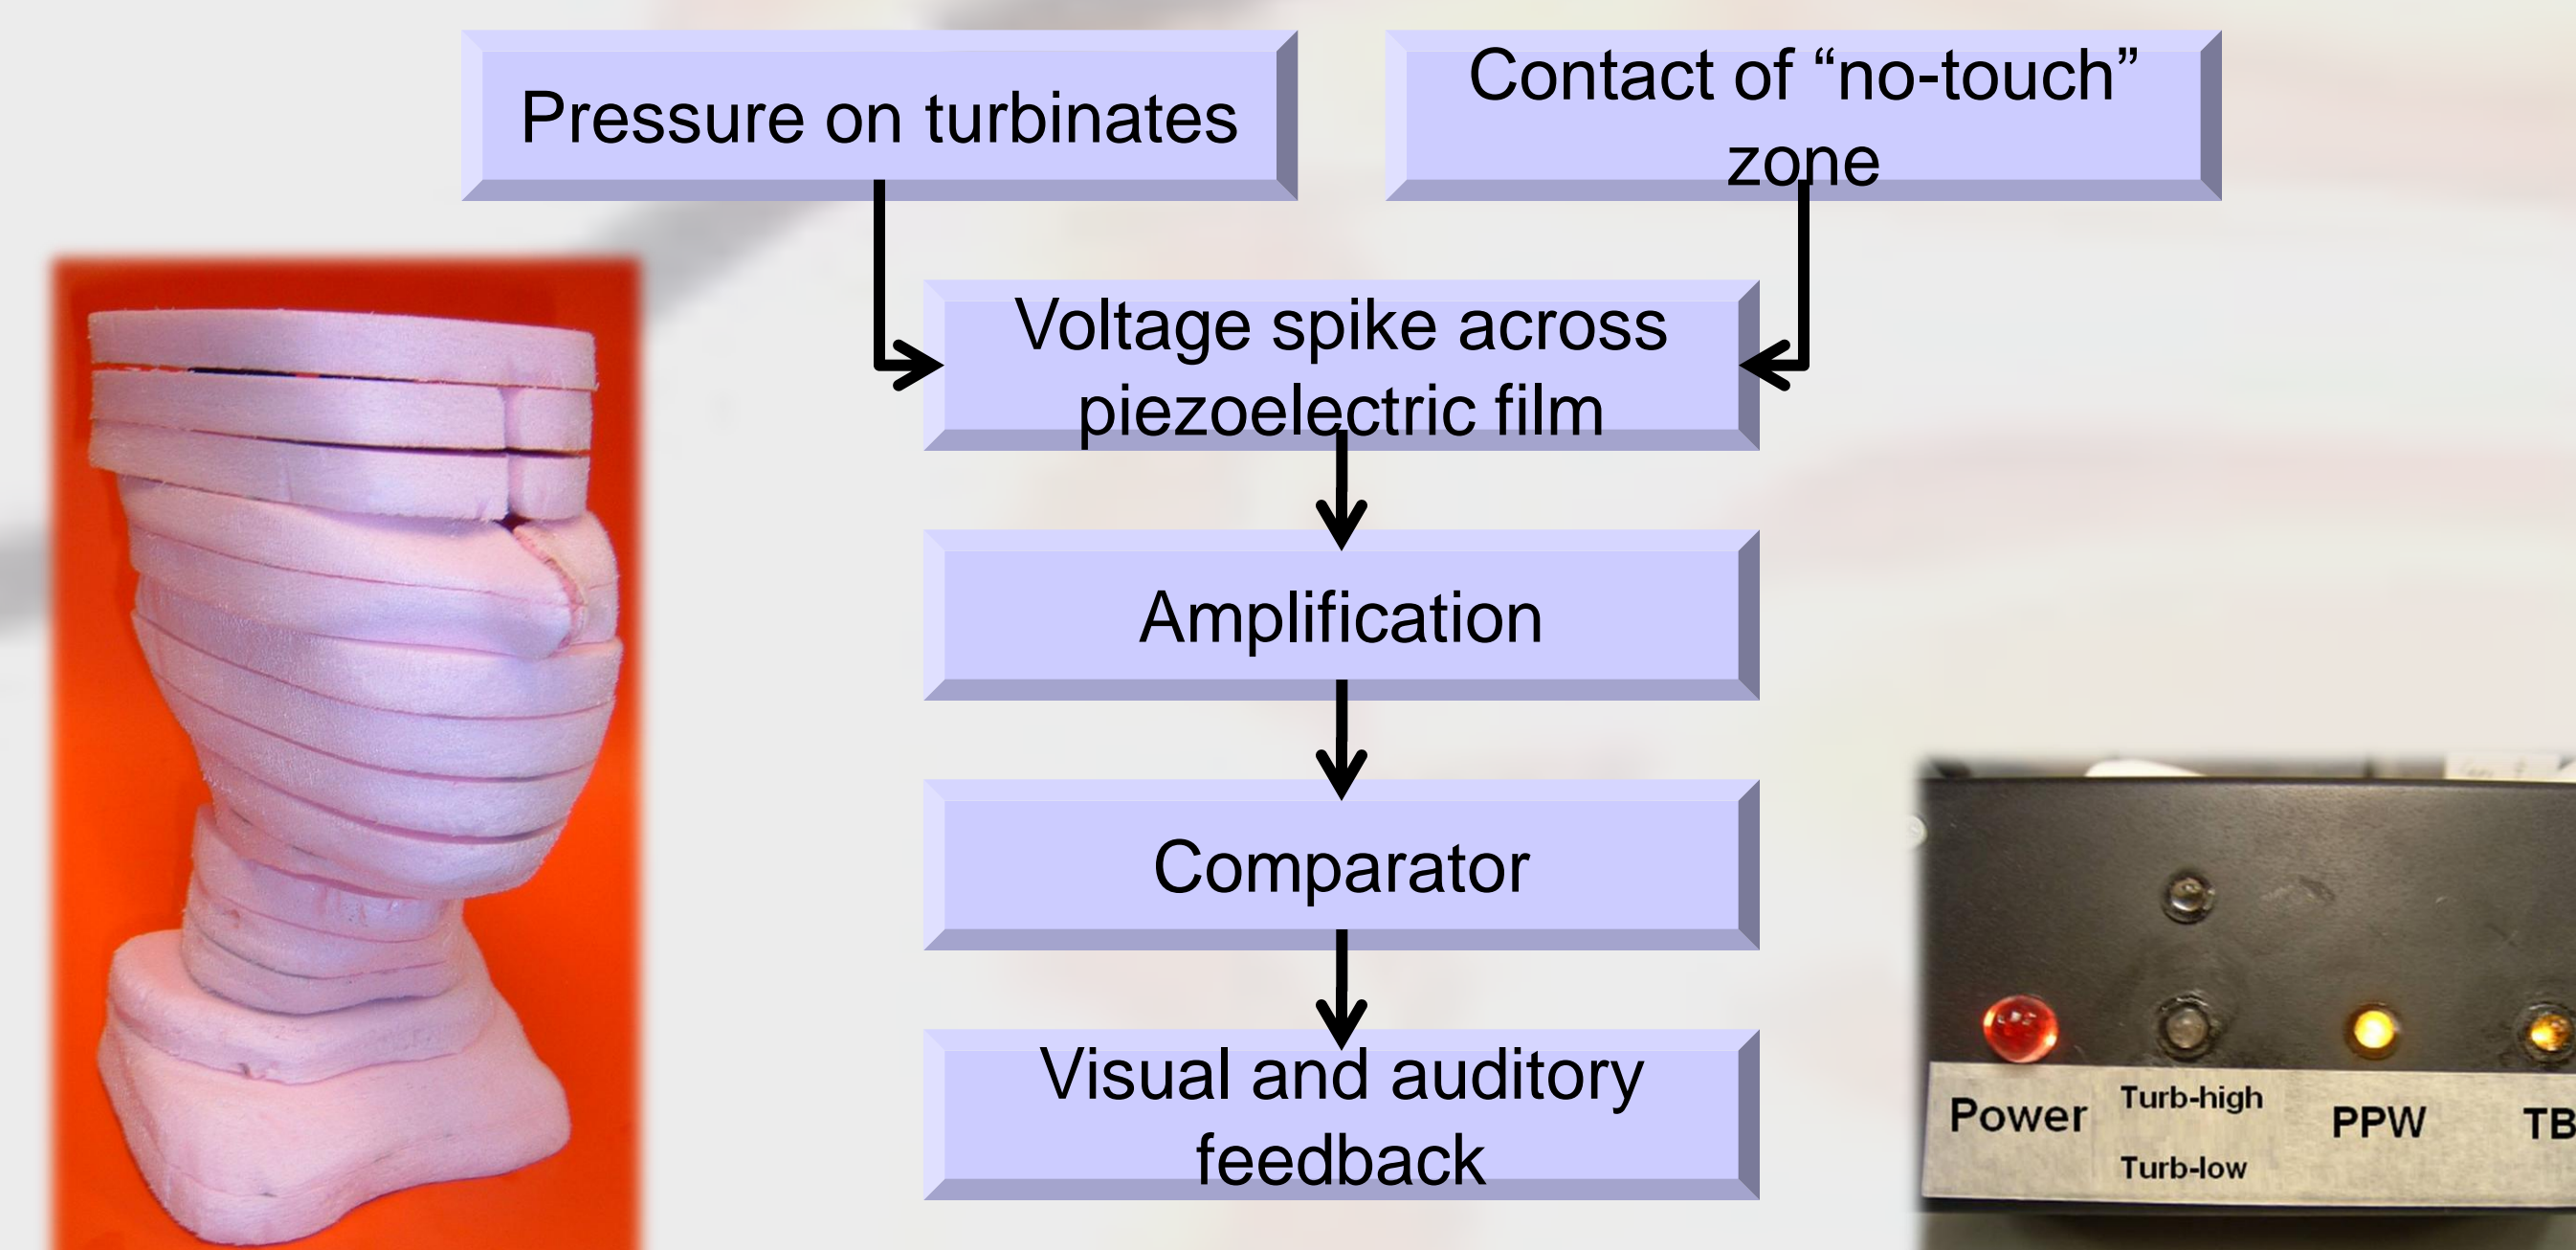 Pressure on turbinates
Contact of “no-touch”
zone
Voltage spike across
piezoelectric film
Amplification
Comparator
Visual and auditory
feedback
Power
Turb-high
Turb-low
PPW
TB